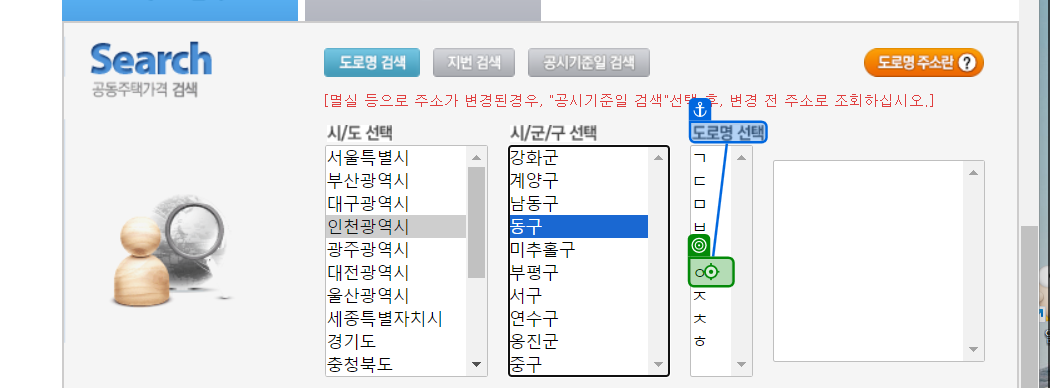 Search
공동주택가격 검색
도로명 검색
지번 검색
공시기준일 검색
도로명 주소란 ?
[멸실 등으로 주소가 변경된경우, "공시기준일 검색"선택 후, 변경 전 주소로 조회하십시오.]
시/도 선택
서울특별시
부산광역시
대구광역시
인천광역시
광주광역시
대전광역시
울산광역시
세종특별자치시
경기도
충청북도
시/군/구 선택
강화군
계양구
남동구
동구
미추홀구
부평구
서구
연수구
옹진군
중구
도로명 선택
ㄱ
ㄷ
ㅁ
ㅂ
ㅇ
ㅈ
ㅊ
ㅎ